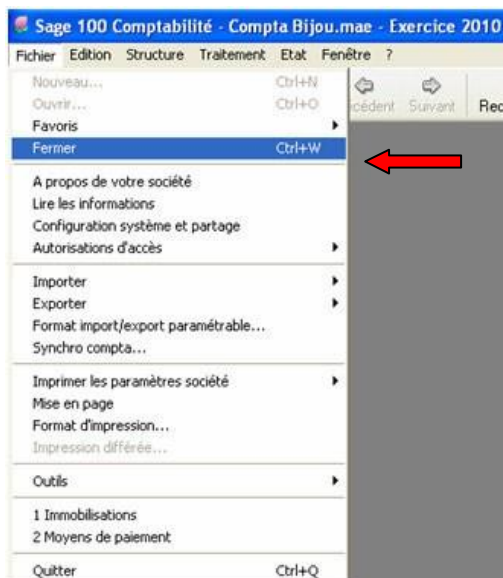 Sage 100 Comptabilité - Compta Bijou.mae - Exercice 2010
Fichier Edition Structure Traitement Etat Fenêtre ?
Nouveau... Ctrl+N
Ouvrir... Ctrl+O
cédent Suivant Rec
Favoris
Fermer Ctrl+W
A propos de votre société
Lire les informations
Configuration système et partage
Autorisations d'accès
Importer
Exporter
Format import/export paramétrable...
Synchro compta...
Imprimer les paramètres société
Mise en page
Format d'impression...
Impression différée...
Outils
1 Immobilisations
2 Moyens de paiement
Quitter Ctrl+Q